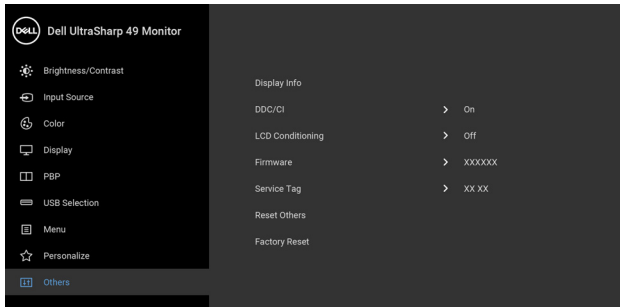 DELL Dell UltraSharp 49 Monitor
Brightness/Contrast
Input Source
Color
Display
PBP
USB Selection
Menu
Personalize
Others
Display Info
DDC/CI > On
LCD Conditioning > Off
Firmware > XXXXXX
Service Tag > XX XX
Reset Others
Factory Reset